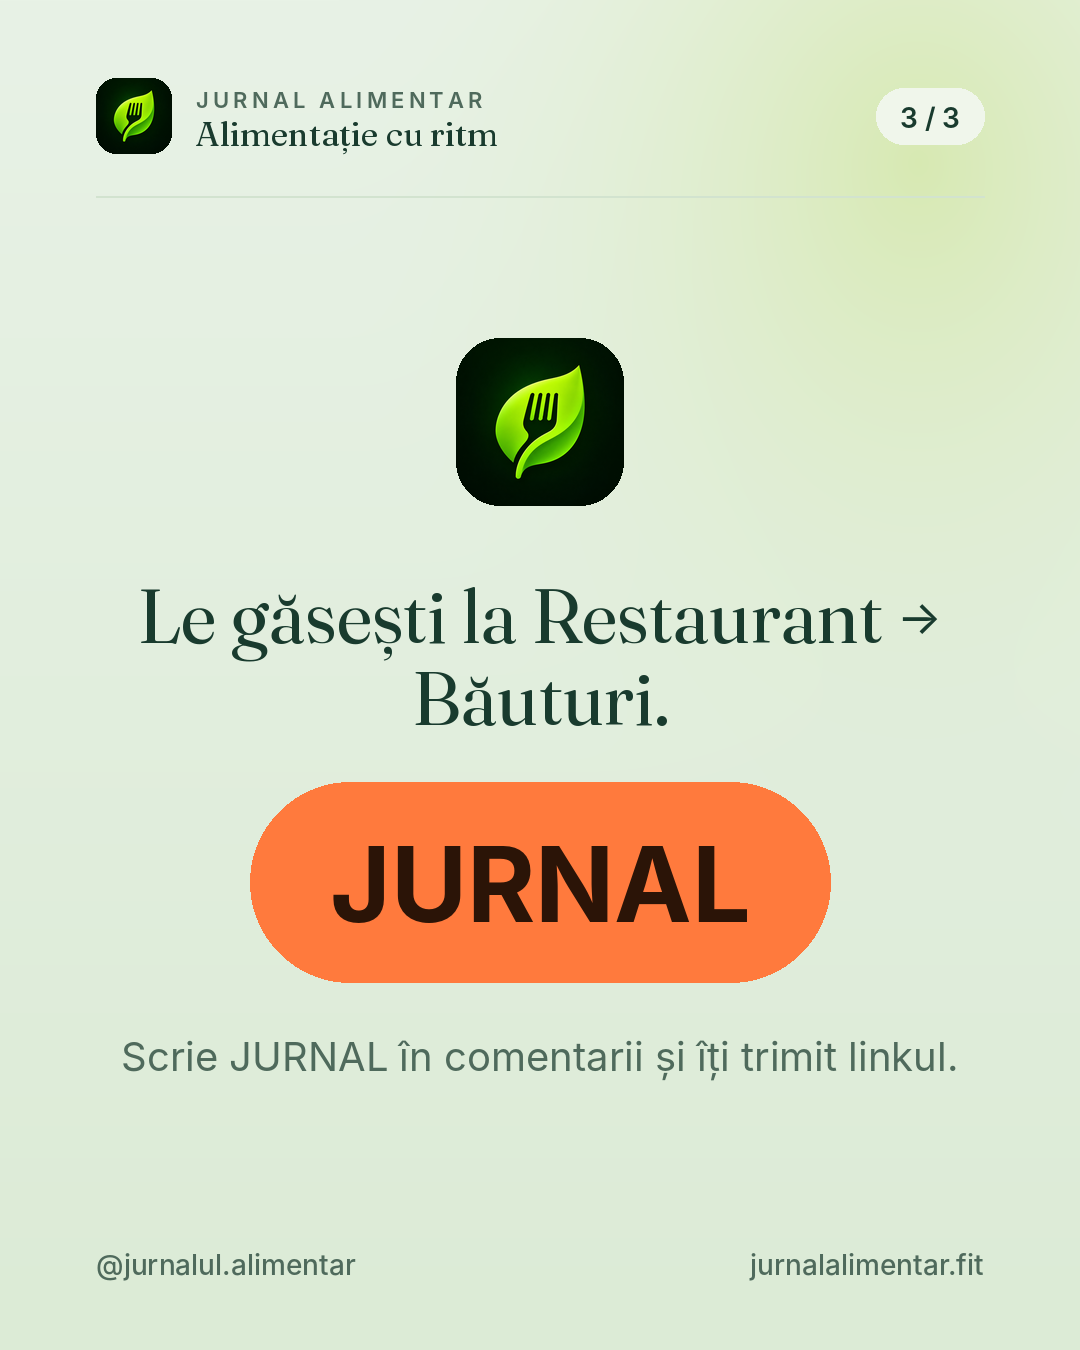 JURNAL ALIMENTAR
Alimentație cu ritm
3 / 3
Le găsești la Restaurant →
Băuturi.
JURNAL
Scrie JURNAL în comentarii și îți trimit linkul.
@jurnalul.alimentar
jurnalalimentar.fit